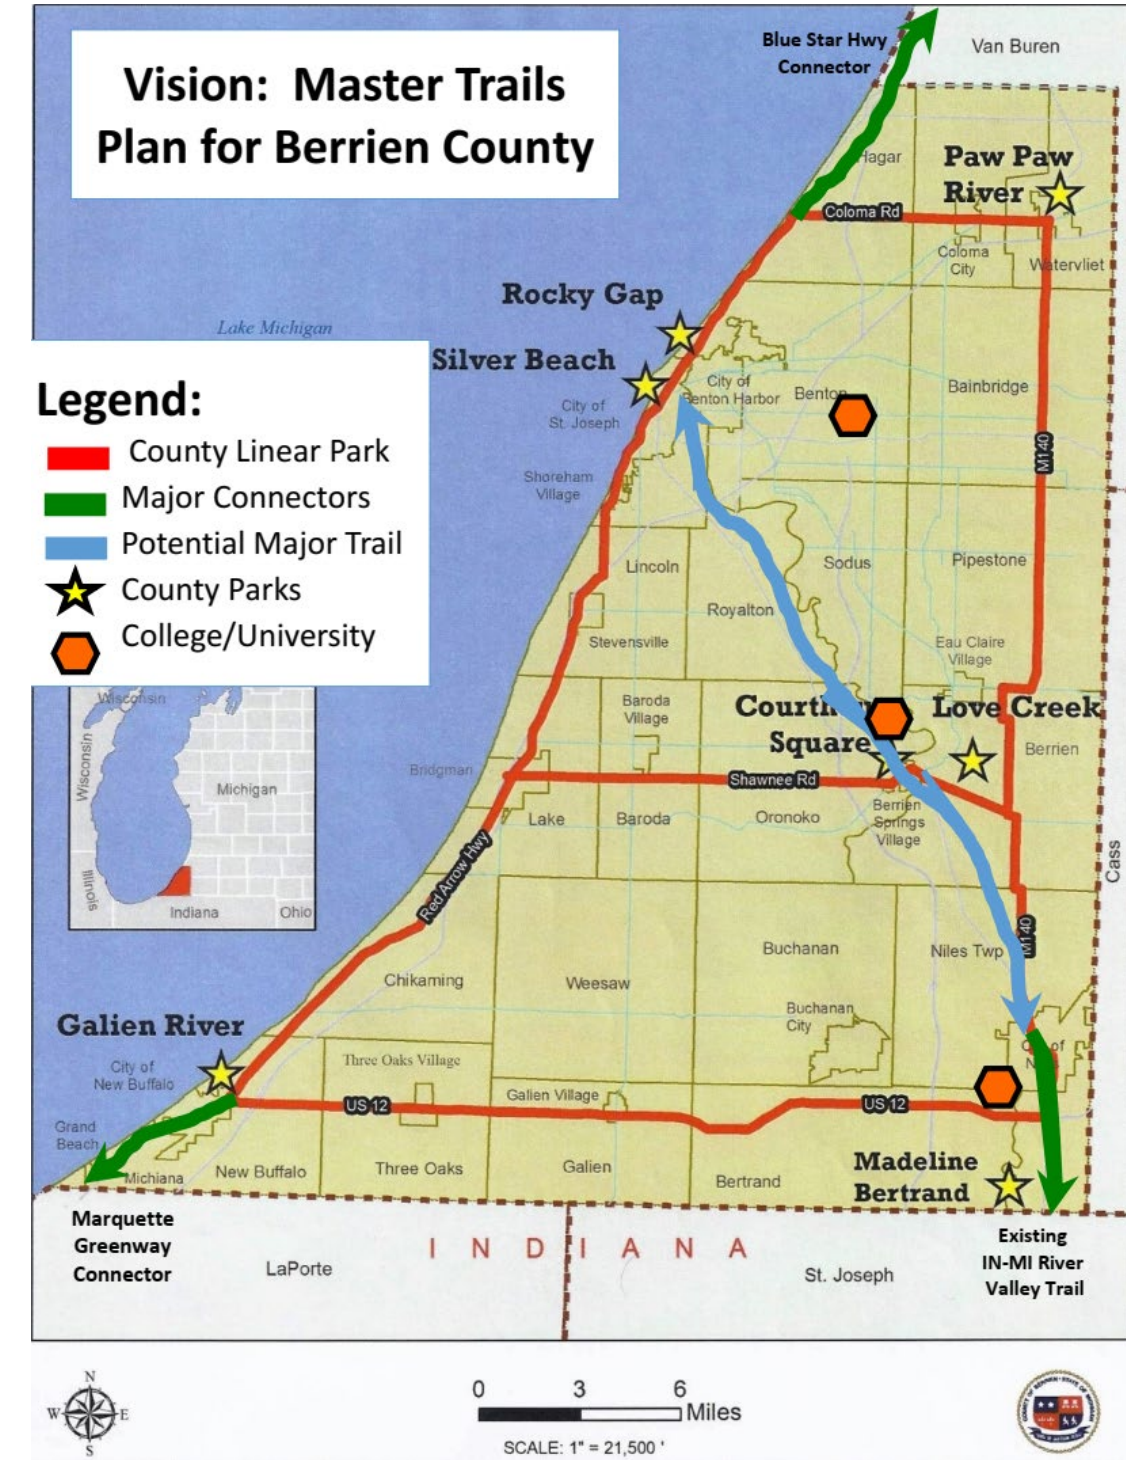 Blue Star Hwy
Connector
Van Buren
Vision: Master Trails
Plan for Berrien County
Hagar
Paw Paw
River
Coloma Rd
Coloma
City
Watervliet
Rocky Gap
Lake Michigan
Silver Beach
City of
Benton Harbor
Benton
Bainbridge
City of
St. Joseph
Legend:
County Linear Park
Major Connectors
Potential Major Trail
County Parks
College/University
M140
Shoreham
Village
Lincoln
Sodus
Pipestone
Royalton
Stevensville
Eau Claire
Village
Wisconsin
Baroda
Village
Square
Love Creek
Berrien
Wisconsin
Michigan
Bridgman
Shawnee Rd
Lake
Baroda
Oronoko
Berrien
Springs
Village
Cass
Red Arrow Hwy
Illinois
Indiana
Ohio
Buchanan
Niles Twp
M140
Chikaming
Weesaw
Buchanan
City
Galien River
City of
New Buffalo
Three Oaks Village
of
Galien Village
US 12
US 12
Grand
Beach
Michiana
New Buffalo
Three Oaks
Galien
Bertrand
Madeline
Bertrand
Marquette
Greenway
Connector
INDIANA
LaPorte
St. Joseph
Existing
IN-MI River
Valley Trail
N
W E
S
0 3 6
Miles
SCALE: 1" = 21,500 '